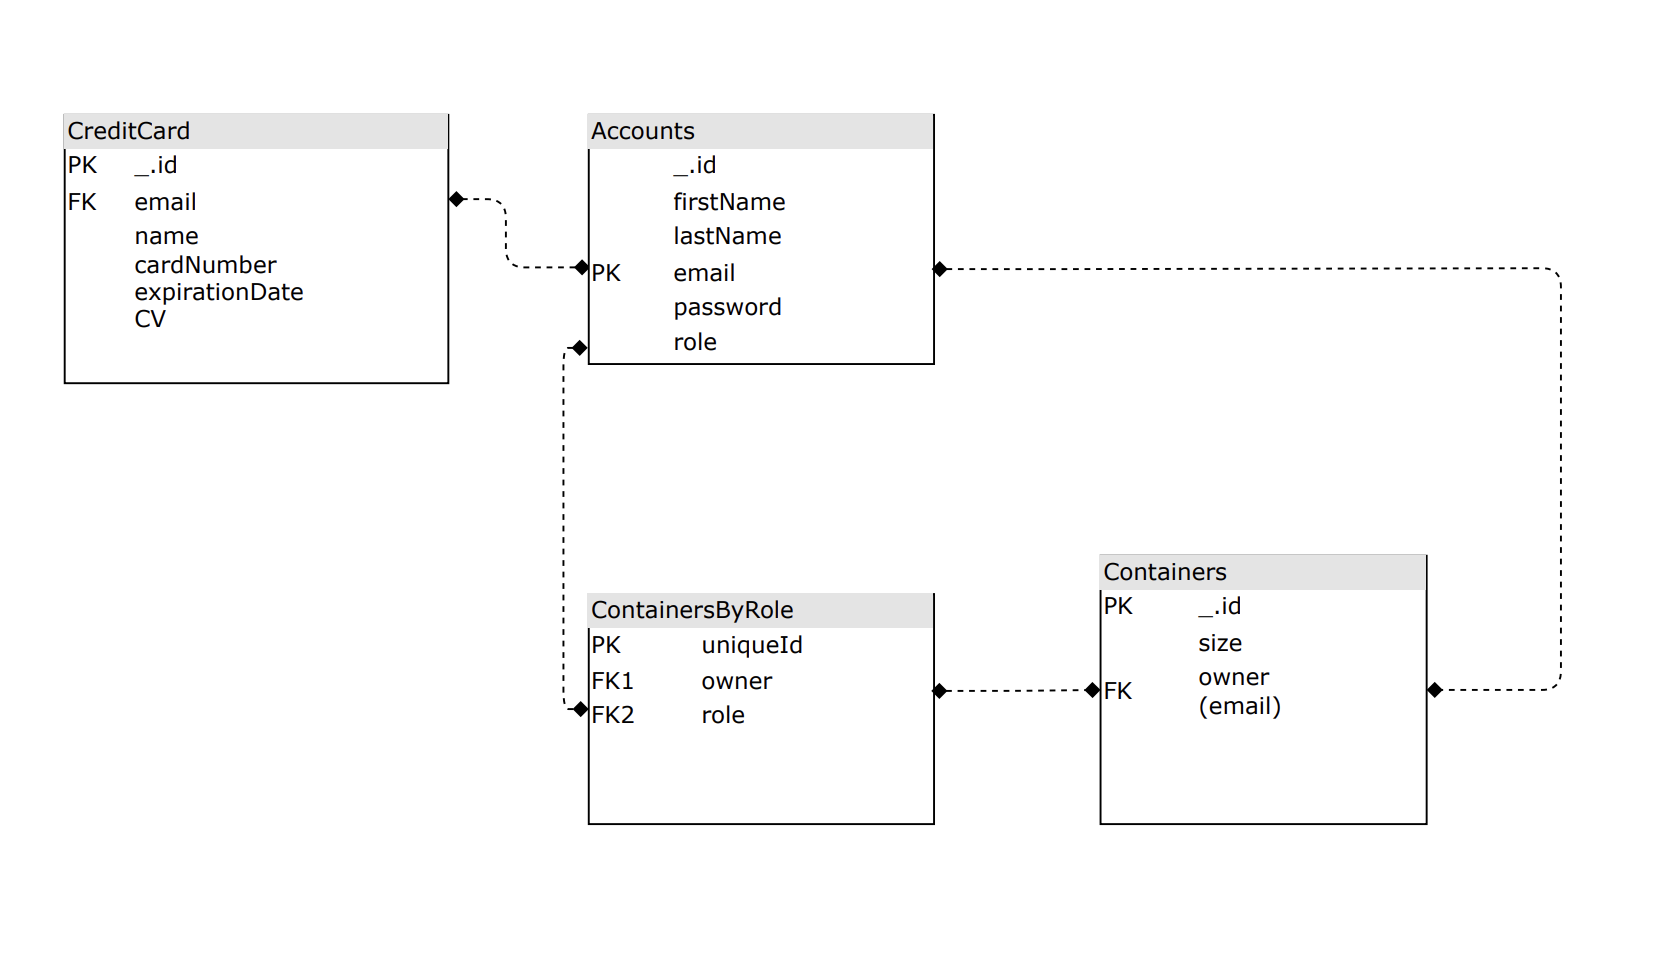 CreditCard
PK _.id
FK email
name
cardNumber
expirationDate
CV
Accounts
_.id
firstName
lastName
PK email
password
role
ContainersByRole
PK uniqueId
FK1 owner
FK2 role
Containers
PK _.id
size
FK owner
(email)